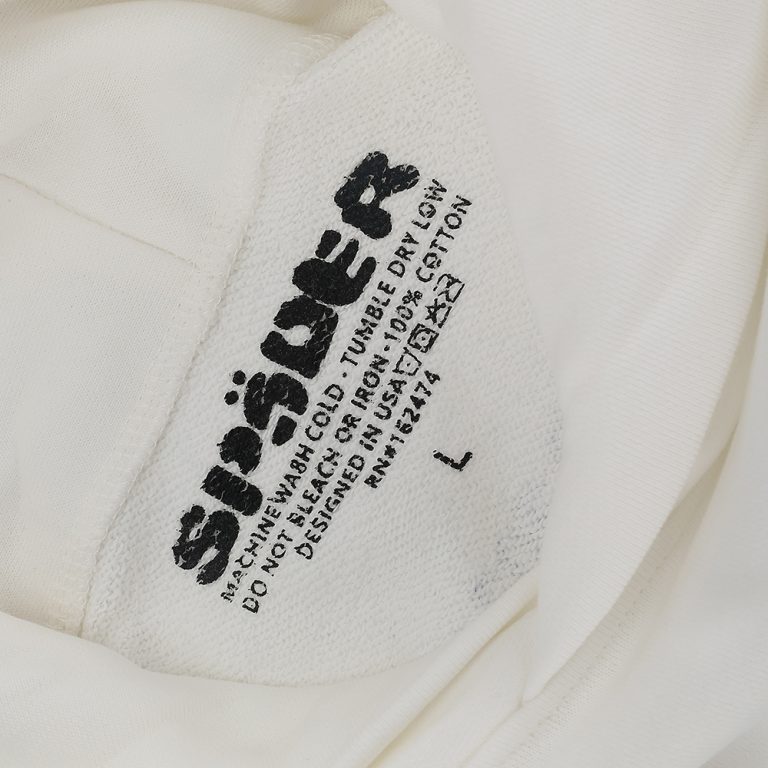 SP5DER
MACHINE WASH COLD - TUMBLE DRY LOW
DO NOT BLEACH OR IRON - 100% COTTON
DESIGNED IN USA
RN#162474
L